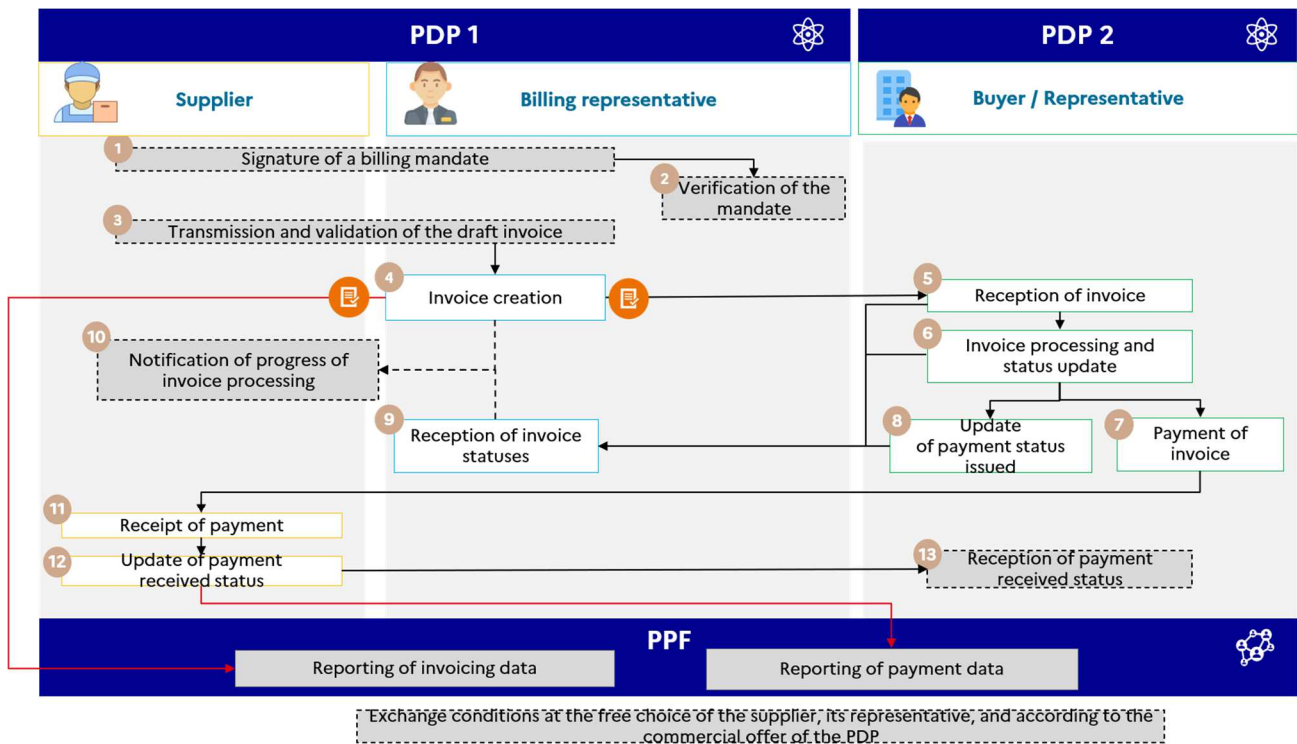 PDP 1
PDP 2
Supplier
Billing representative
Buyer / Representative
1
Signature of a billing mandate
2
Verification of the
mandate
3
Transmission and validation of the draft invoice
4
Invoice creation
5
Reception of invoice
6
Invoice processing and
status update
10
Notification of progress of
invoice processing
9
Reception of invoice
statuses
8
Update
of payment status
issued
7
Payment of
invoice
11
Receipt of payment
12
Update of payment
received status
13
Reception of payment
received status
PPF
Reporting of invoicing data
Reporting of payment data
Exchange conditions at the free choice of the supplier, its representative, and according to the
commercial offer of the PDP